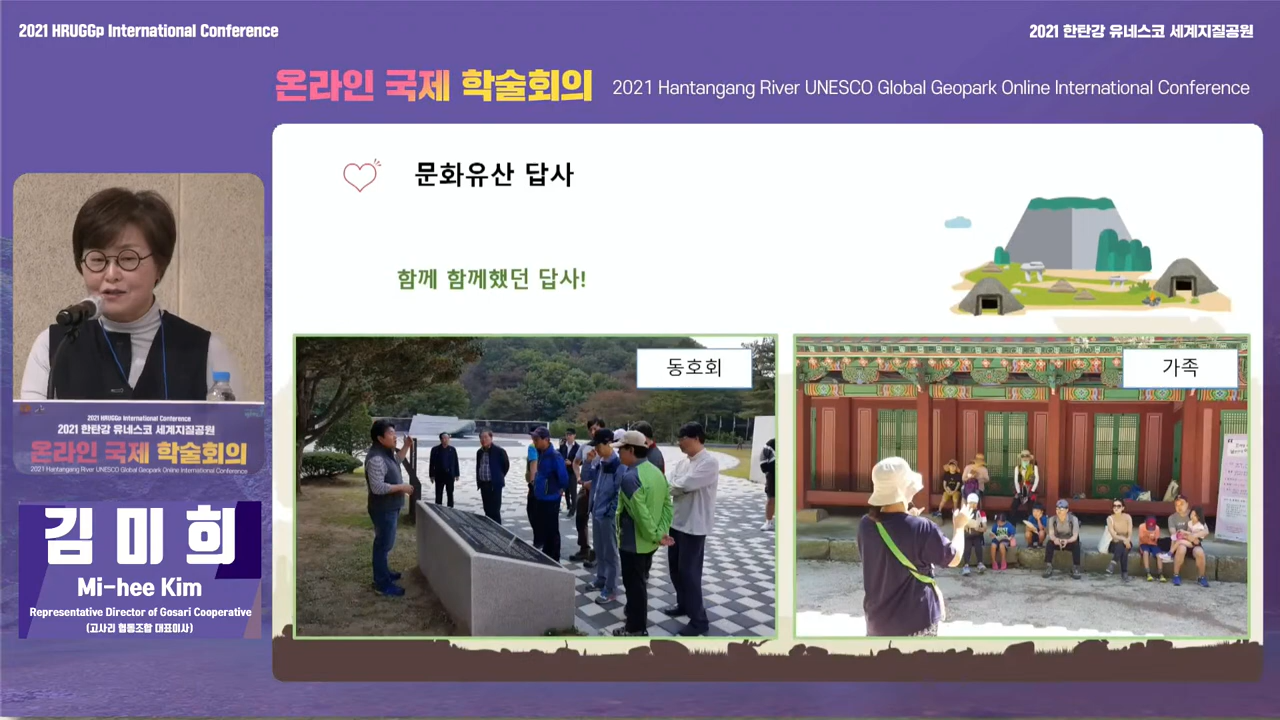 2021 HRUGGp International Conference
2021 한탄강 유네스코 세계지질공원
온라인 국제 학술회의 2021 Hantangang River UNESCO Global Geopark Online International Conference
문화유산 답사
함께 함께했던 답사!
동호회
가족
2021 HRUGGp International Conference
2021 한탄강 유네스코 세계지질공원
온라인 국제 학술회의
2021 Hantangang River UNESCO Global Geopark Online International Conference
김미희
Mi-hee Kim
Representative Director of Gosari Cooperative
(고사리 협동조합 대표이사)